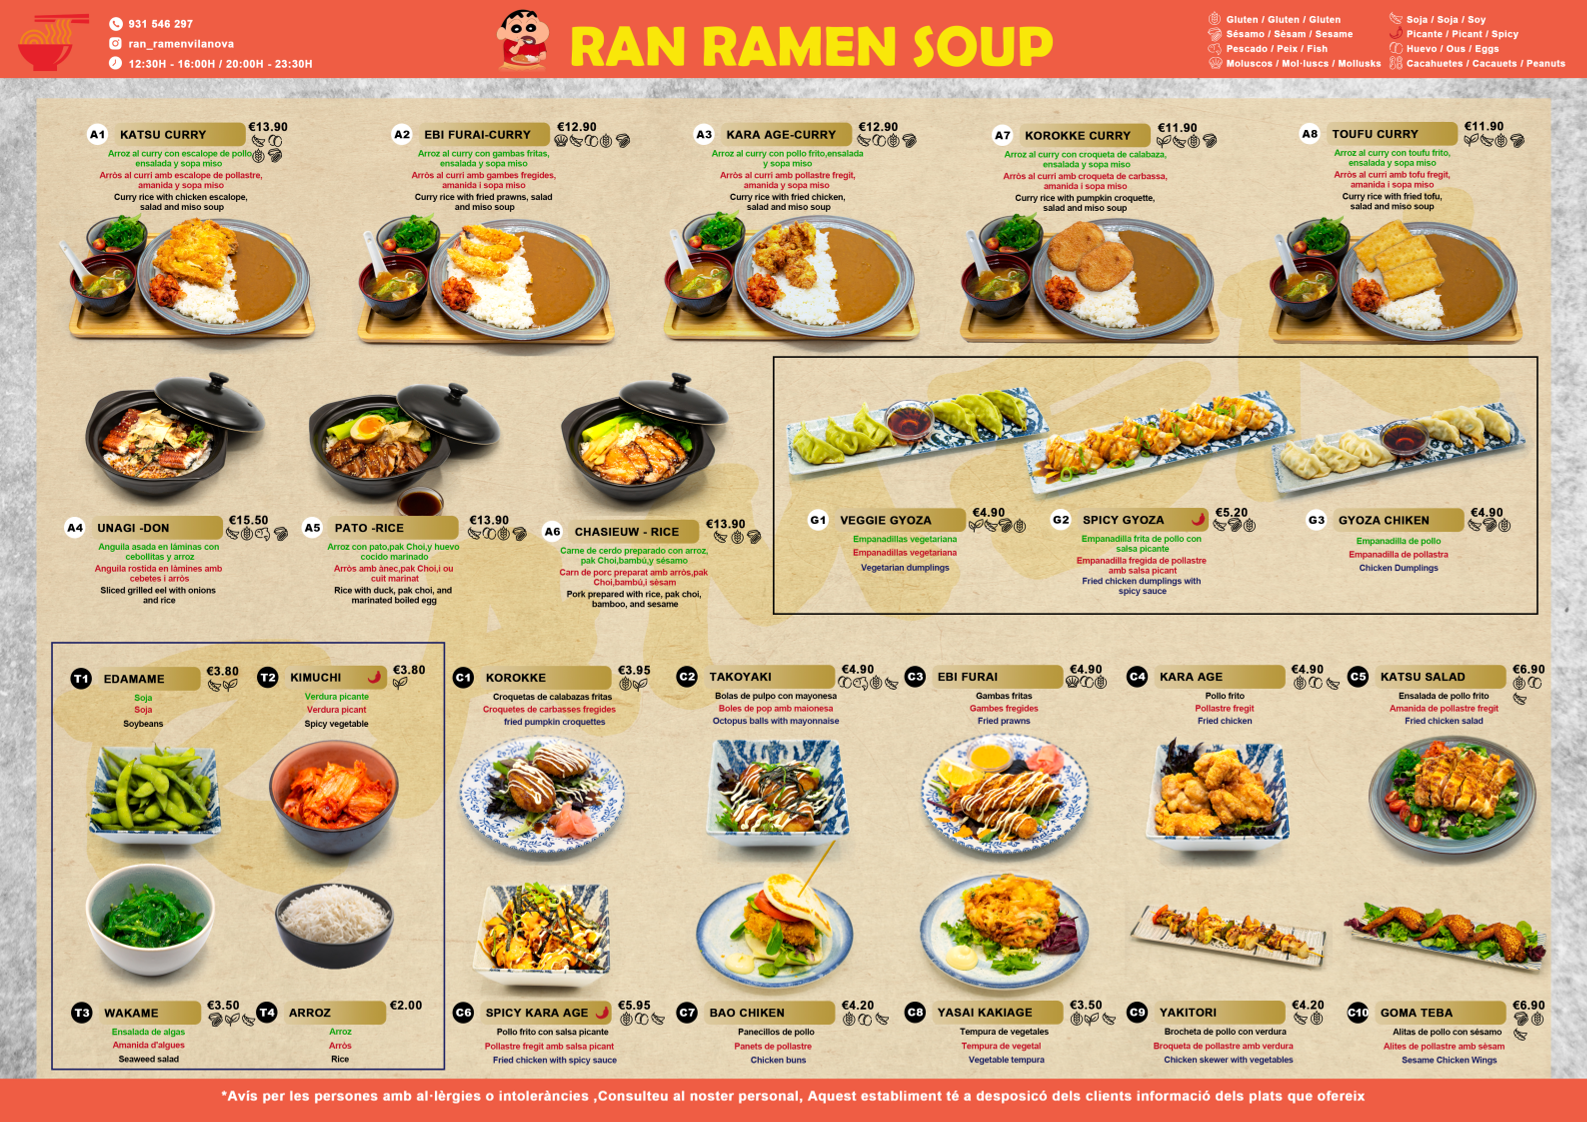 931 546 297
ran_ramenvilanova
12:30H - 16:00H / 20:00H - 23:30H
RAN RAMEN SOUP
Gluten / Gluten / Gluten
Sésamo / Sèsam / Sesame
Pescado / Peix / Fish
Moluscos / Mol·luscs / Mollusks
Soja / Soja / Soy
Picante / Picant / Spicy
Huevo / Ous / Eggs
Cacahuetes / Cacauets / Peanuts
A1 KATSU CURRY €13.90
Arroz al curry con escalope de pollo,
ensalada y sopa miso
Arròs al curri amb escalope de pollastre,
amanida y sopa miso
Curry rice with chicken escalope,
salad and miso soup
A2 EBI FURAI-CURRY €12.90
Arroz al curry con gambas fritas,
ensalada y sopa miso
Arròs al curri amb gambes fregides,
amanida i sopa miso
Curry rice with fried prawns, salad
and miso soup
A3 KARA AGE-CURRY €12.90
Arroz al curry con pollo frito,ensalada
y sopa miso
Arròs al curri amb pollastre fregit,
amanida y sopa miso
Curry rice with fried chicken,
salad and miso soup
A7 KOROKKE CURRY €11.90
Arroz al curry con croqueta de calabaza,
ensalada y sopa miso
Arròs al curri amb croqueta de carbassa,
amanida i sopa miso
Curry rice with pumpkin croquette,
salad and miso soup
A8 TOUFU CURRY €11.90
Arroz al curry con toufu frito,
ensalada y sopa miso
Arròs al curri amb tofu fregit,
amanida i sopa miso
Curry rice with fried tofu,
salad and miso soup
A4 UNAGI -DON €15.50
Anguila asada en láminas con
cebollitas y arroz
Anguila rostida en làmines amb
cebetes i arròs
Sliced grilled eel with onions
and rice
A5 PATO -RICE €13.90
Arroz con pato,pak Choi,y huevo
cocido marinado
Arròs amb ànec,pak Choi,i ou
cuit marinat
Rice with duck, pak choi, and
marinated boiled egg
A6 CHASIEUW - RICE €13.90
Carne de cerdo preparado con arroz,
pak Choi,bambú,y sésamo
Carn de porc preparat amb arròs,pak
Choi,bambú,i sèsam
Pork prepared with rice, pak choi,
bamboo, and sesame
G1 VEGGIE GYOZA €4.90
Empanadillas vegetariana
Empanadillas vegetariana
Vegetarian dumplings
G2 SPICY GYOZA €5.20
Empanadilla frita de pollo con
salsa picante
Empanadilla fregida de pollastre
amb salsa picant
Fried chicken dumplings with
spicy sauce
G3 GYOZA CHIKEN €4.90
Empanadilla de pollo
Empanadilla de pollastra
Chicken Dumplings
T1 EDAMAME €3.80
Soja
Soja
Soybeans
T2 KIMUCHI €3.80
Verdura picante
Verdura picant
Spicy vegetable
C1 KOROKKE €3.95
Croquetas de calabazas fritas
Croquetes de carbasses fregides
fried pumpkin croquettes
C2 TAKOYAKI €4.90
Bolas de pulpo con mayonesa
Boles de pop amb maionesa
Octopus balls with mayonnaise
C3 EBI FURAI €4.90
Gambas fritas
Gambes fregides
Fried prawns
C4 KARA AGE €4.90
Pollo frito
Pollastre fregit
Fried chicken
C5 KATSU SALAD €6.90
Ensalada de pollo frito
Amanida de pollastre fregit
Fried chicken salad
T3 WAKAME €3.50
Ensalada de algas
Amanida d'algues
Seaweed salad
T4 ARROZ €2.00
Arroz
Arròs
Rice
C6 SPICY KARA AGE €5.95
Pollo frito con salsa picante
Pollastre fregit amb salsa picant
Fried chicken with spicy sauce
C7 BAO CHIKEN €4.20
Panecillos de pollo
Panets de pollastre
Chicken buns
C8 YASAI KAKIAGE €3.50
Tempura de vegetales
Tempura de vegetal
Vegetable tempura
C9 YAKITORI €4.20
Brocheta de pollo con verdura
Broqueta de pollastre amb verdura
Chicken skewer with vegetables
C10 GOMA TEBA €6.90
Alitas de pollo con sésamo
Alites de pollastre amb sèsam
Sesame Chicken Wings
*Avís per les persones amb al·lèrgies o intoleràncies ,Consulteu al noster personal, Aquest establiment té a desposicó dels clients informació dels plats que ofereix